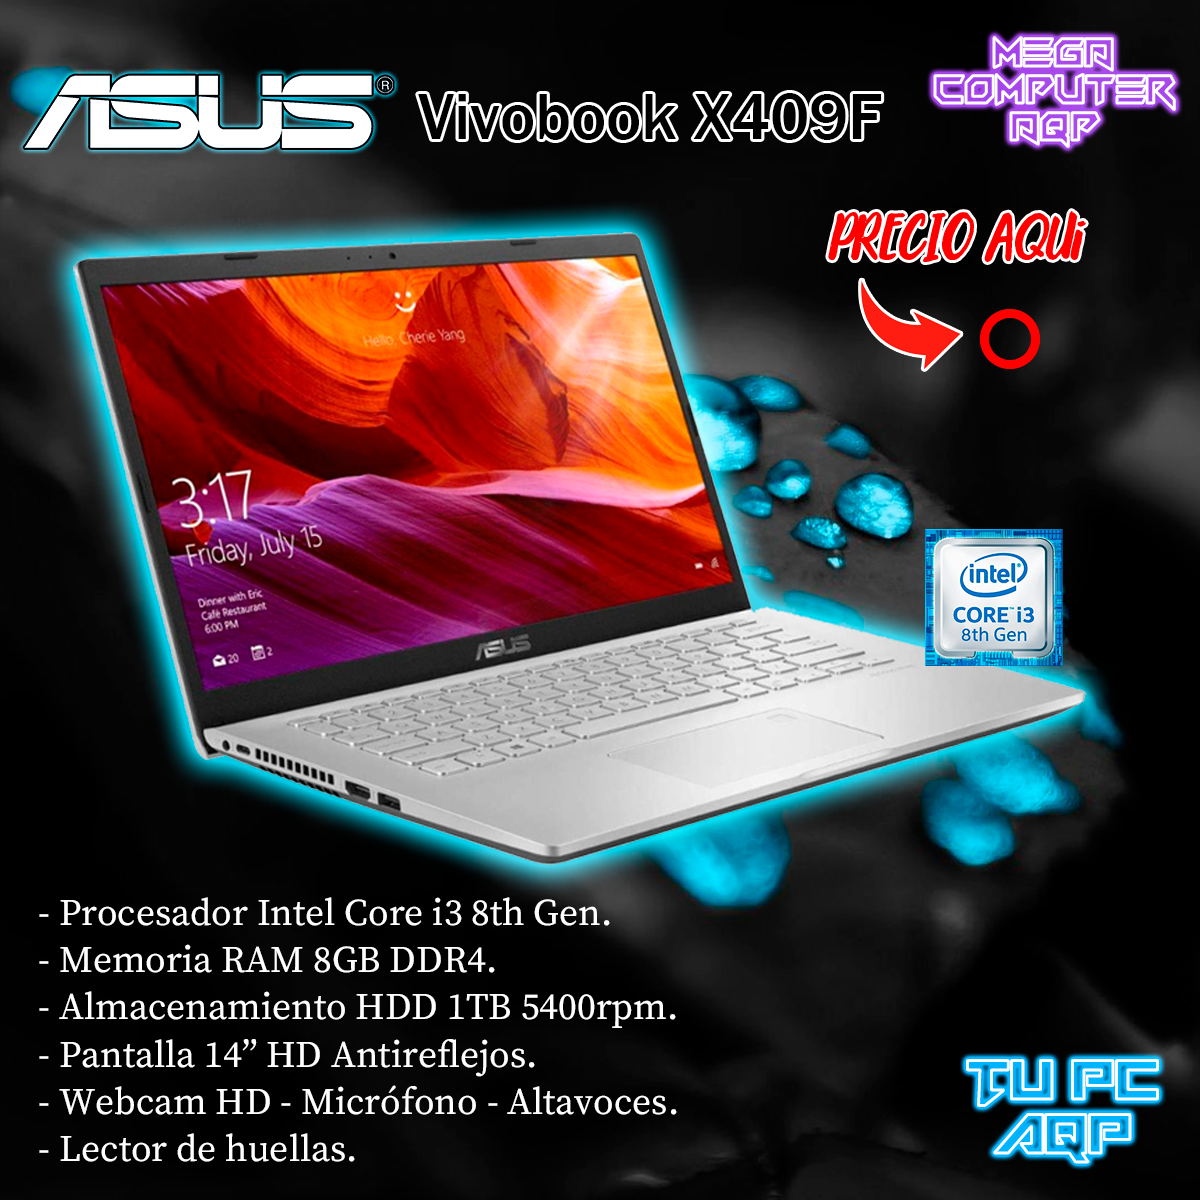 ASUS® Vivobook X409F
MEGA
COMPUTER
AQP
PRECIO AQUi
Hello, Cherie Yang
3:17
Friday, July 15
Dinner with Eric
Café Restaurant
6:00 PM
20 2
ASUS
intel®
CORE™ i3
8th Gen
- Procesador Intel Core i3 8th Gen.
- Memoria RAM 8GB DDR4.
- Almacenamiento HDD 1TB 5400rpm.
- Pantalla 14” HD Antireflejos.
- Webcam HD - Micrófono - Altavoces.
- Lector de huellas.
TU PC
AQP